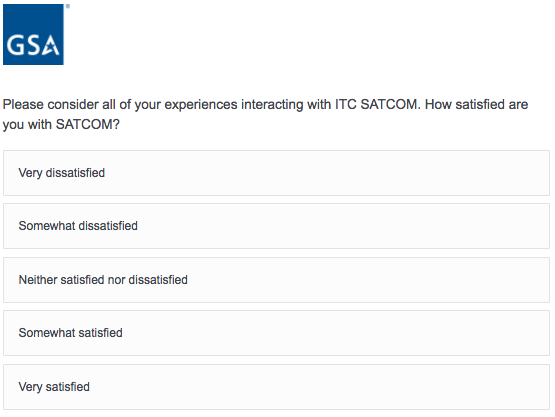 GSA
Please consider all of your experiences interacting with ITC SATCOM. How satisfied are
you with SATCOM?
Very dissatisfied
Somewhat dissatisfied
Neither satisfied nor dissatisfied
Somewhat satisfied
Very satisfied